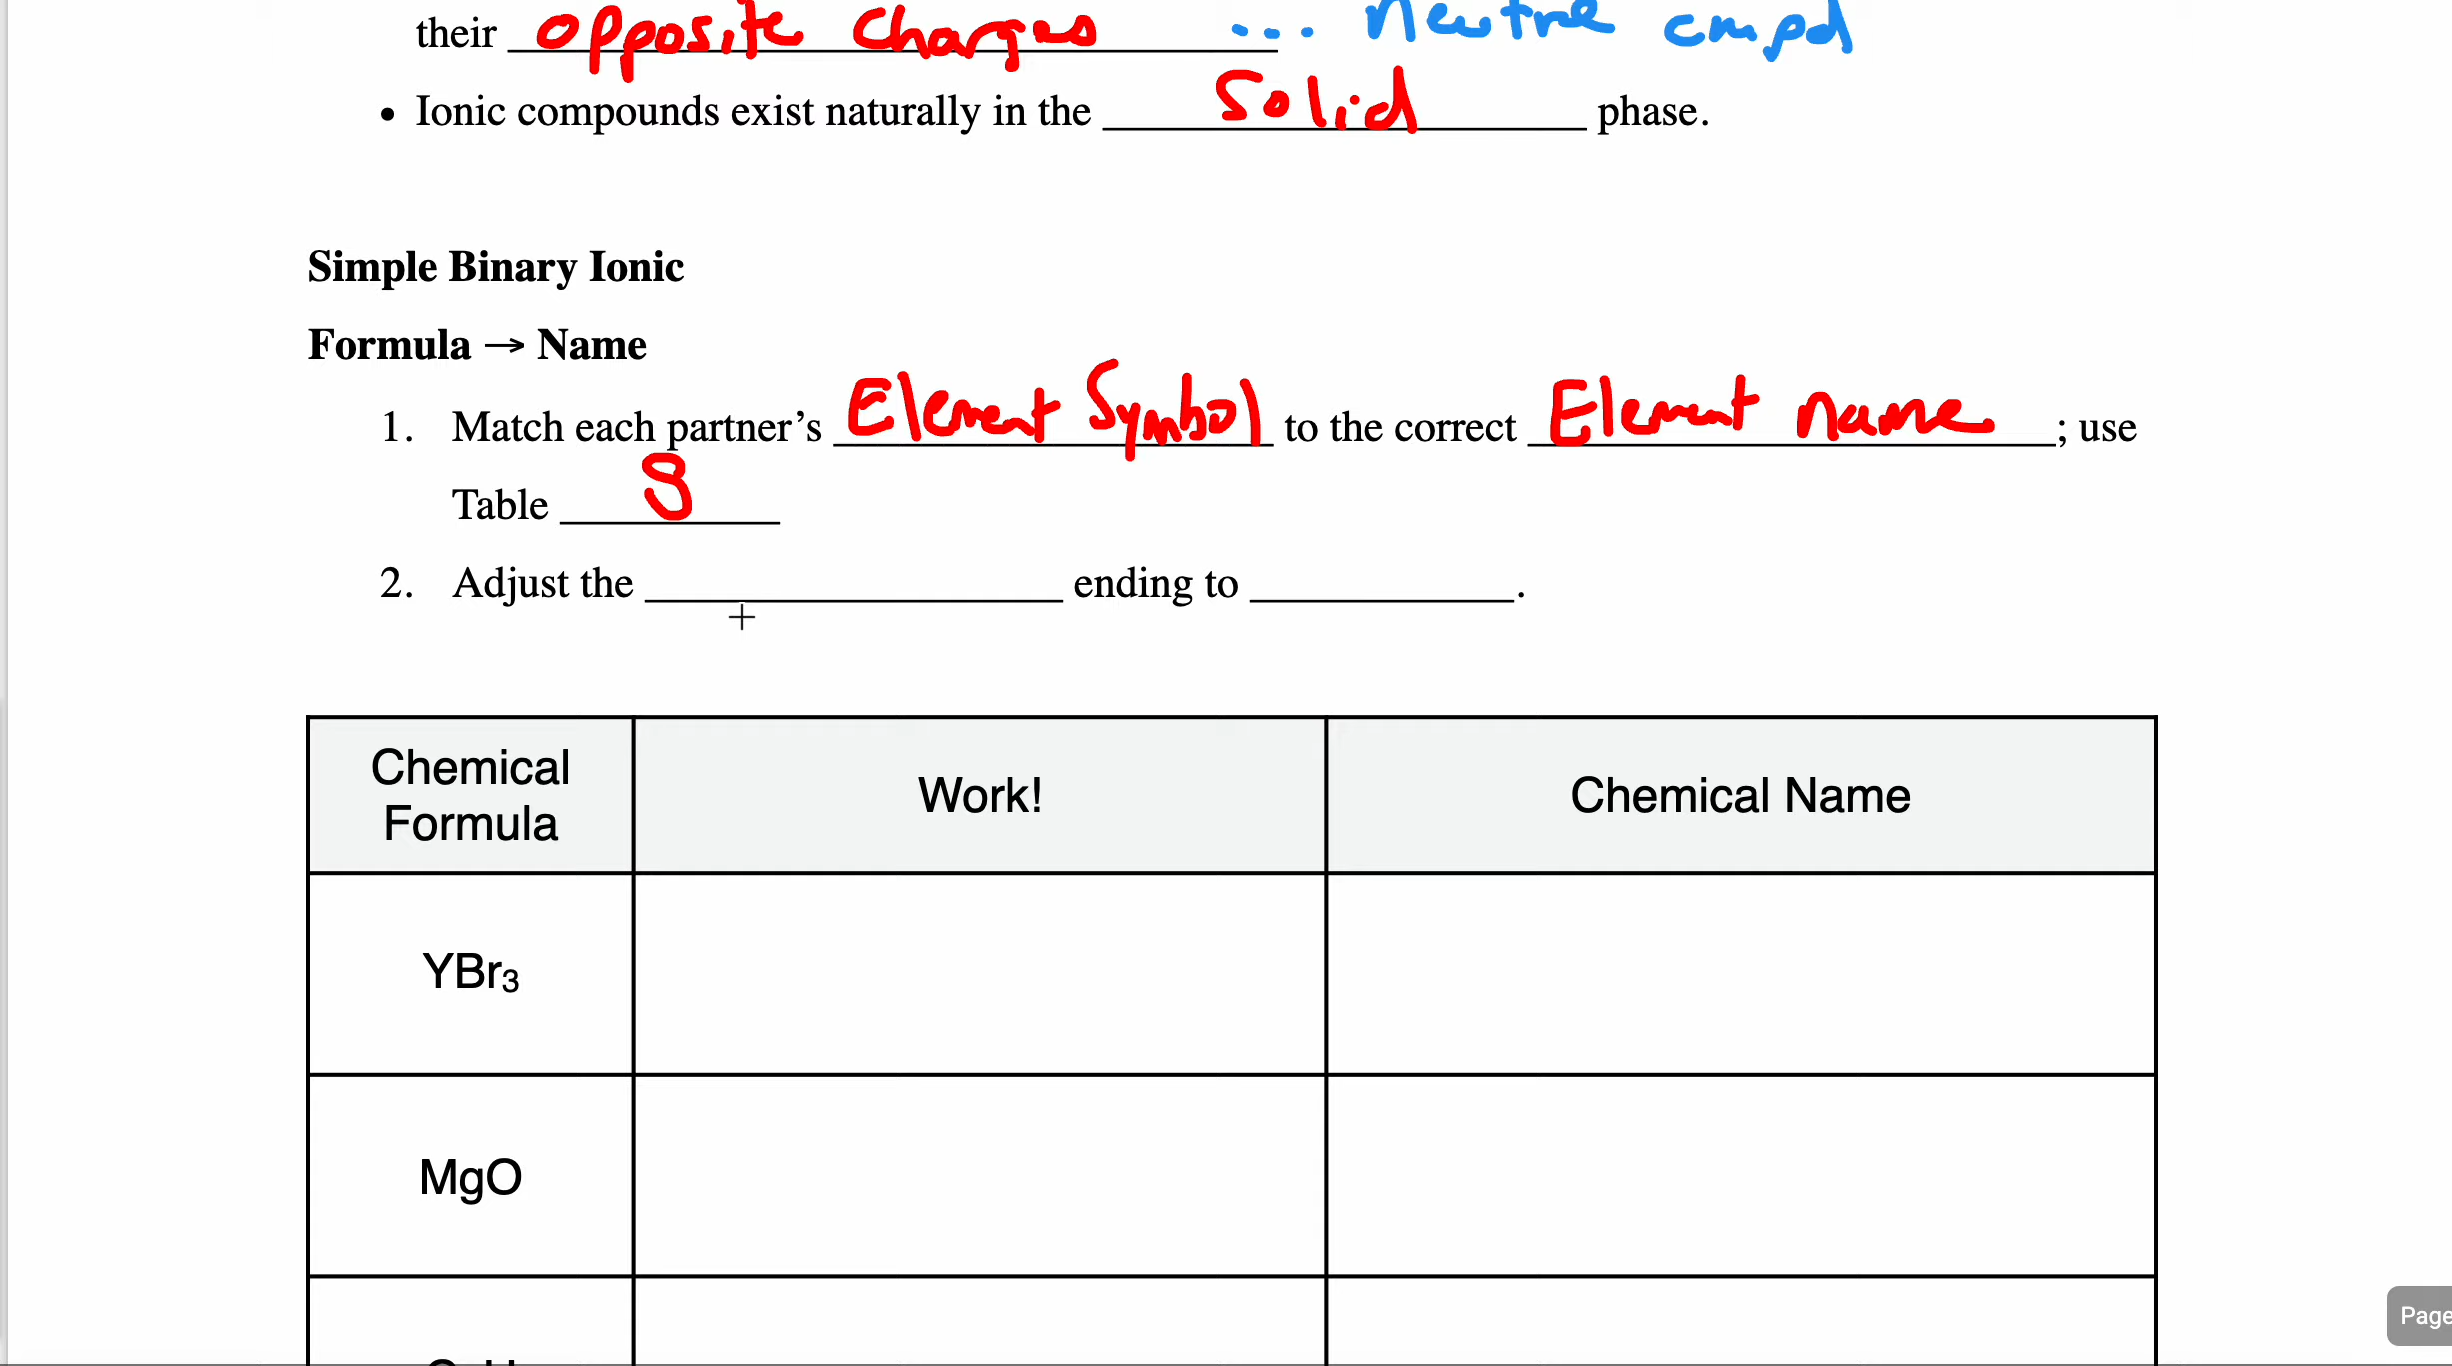 their opposite charges ... neutral cmpd
• Ionic compounds exist naturally in the solid phase.
Simple Binary Ionic
Formula → Name
1. Match each partner's Element Symbol to the correct Element name ; use
Table S
2. Adjust the ________ ending to ________.
Chemical Formula Work! Chemical Name
YBr₃
MgO
Page